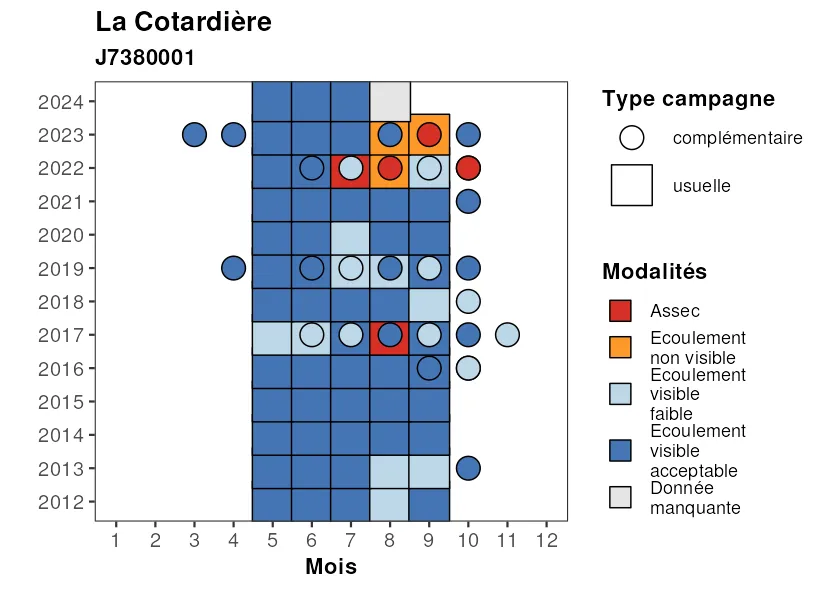 La Cotardière
J7380001
2024
2023
2022
2021
2020
2019
2018
2017
2016
2015
2014
2013
2012
1 2 3 4 5 6 7 8 9 10 11 12
Mois
Type campagne
complémentaire
usuelle
Modalités
Assec
Ecoulement
non visible
Ecoulement
visible
faible
Ecoulement
visible
acceptable
Donnée
manquante